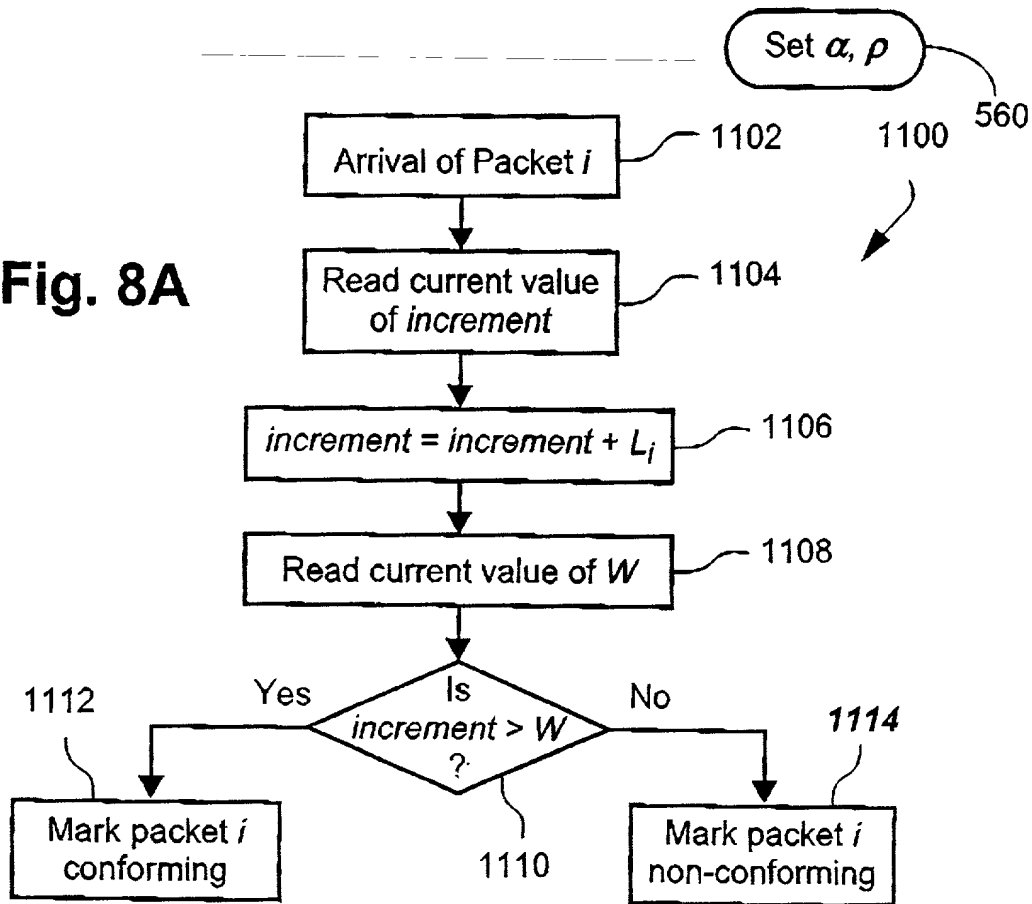 Set α, ρ
560
1100
Arrival of Packet i
1102
Fig. 8A
Read current value
of increment
1104
increment = increment + Li
1106
Read current value of W
1108
Is
increment > W
?
Yes
No
1112
1114
1110
Mark packet i
conforming
Mark packet i
non-conforming